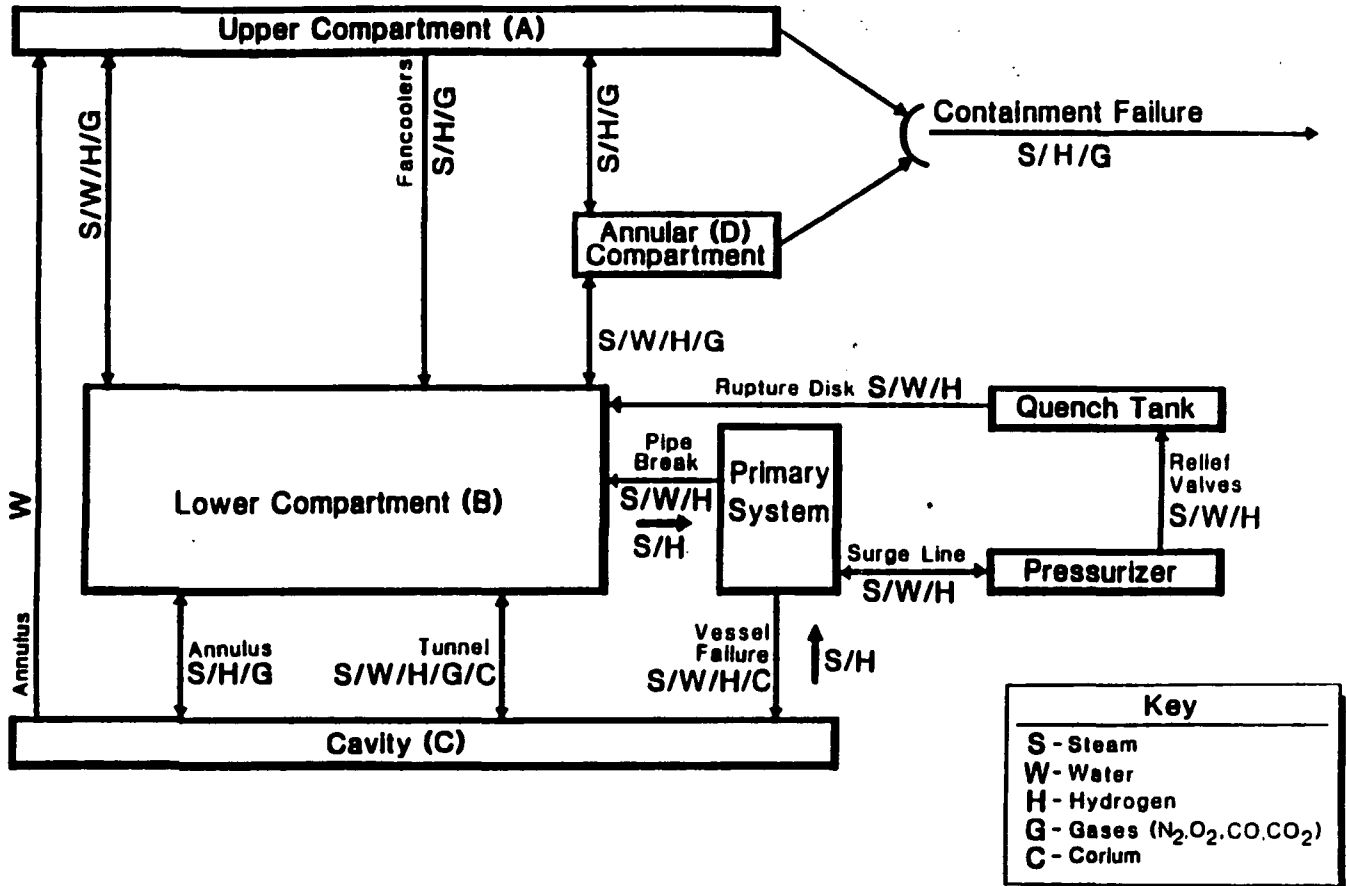 Upper Compartment (A)
S/W/H/G
Fancoolers
S/H/G
S/H/G
Containment Failure
S/H/G
Annular (D)
Compartment
S/W/H/G
Rupture Disk S/W/H
Quench Tank
Lower Compartment (B)
Pipe
Break
S/W/H
S/H
Primary
System
Relief
Valves
S/W/H
Surge Line
S/W/H
Pressurizer
W
Annulus
Annulus
S/H/G
Tunnel
S/W/H/G/C
Vessel
Failure
S/W/H/C
S/H
Cavity (C)
Key
S - Steam
W - Water
H - Hydrogen
G - Gases (N₂,O₂,CO,CO₂)
C - Corium